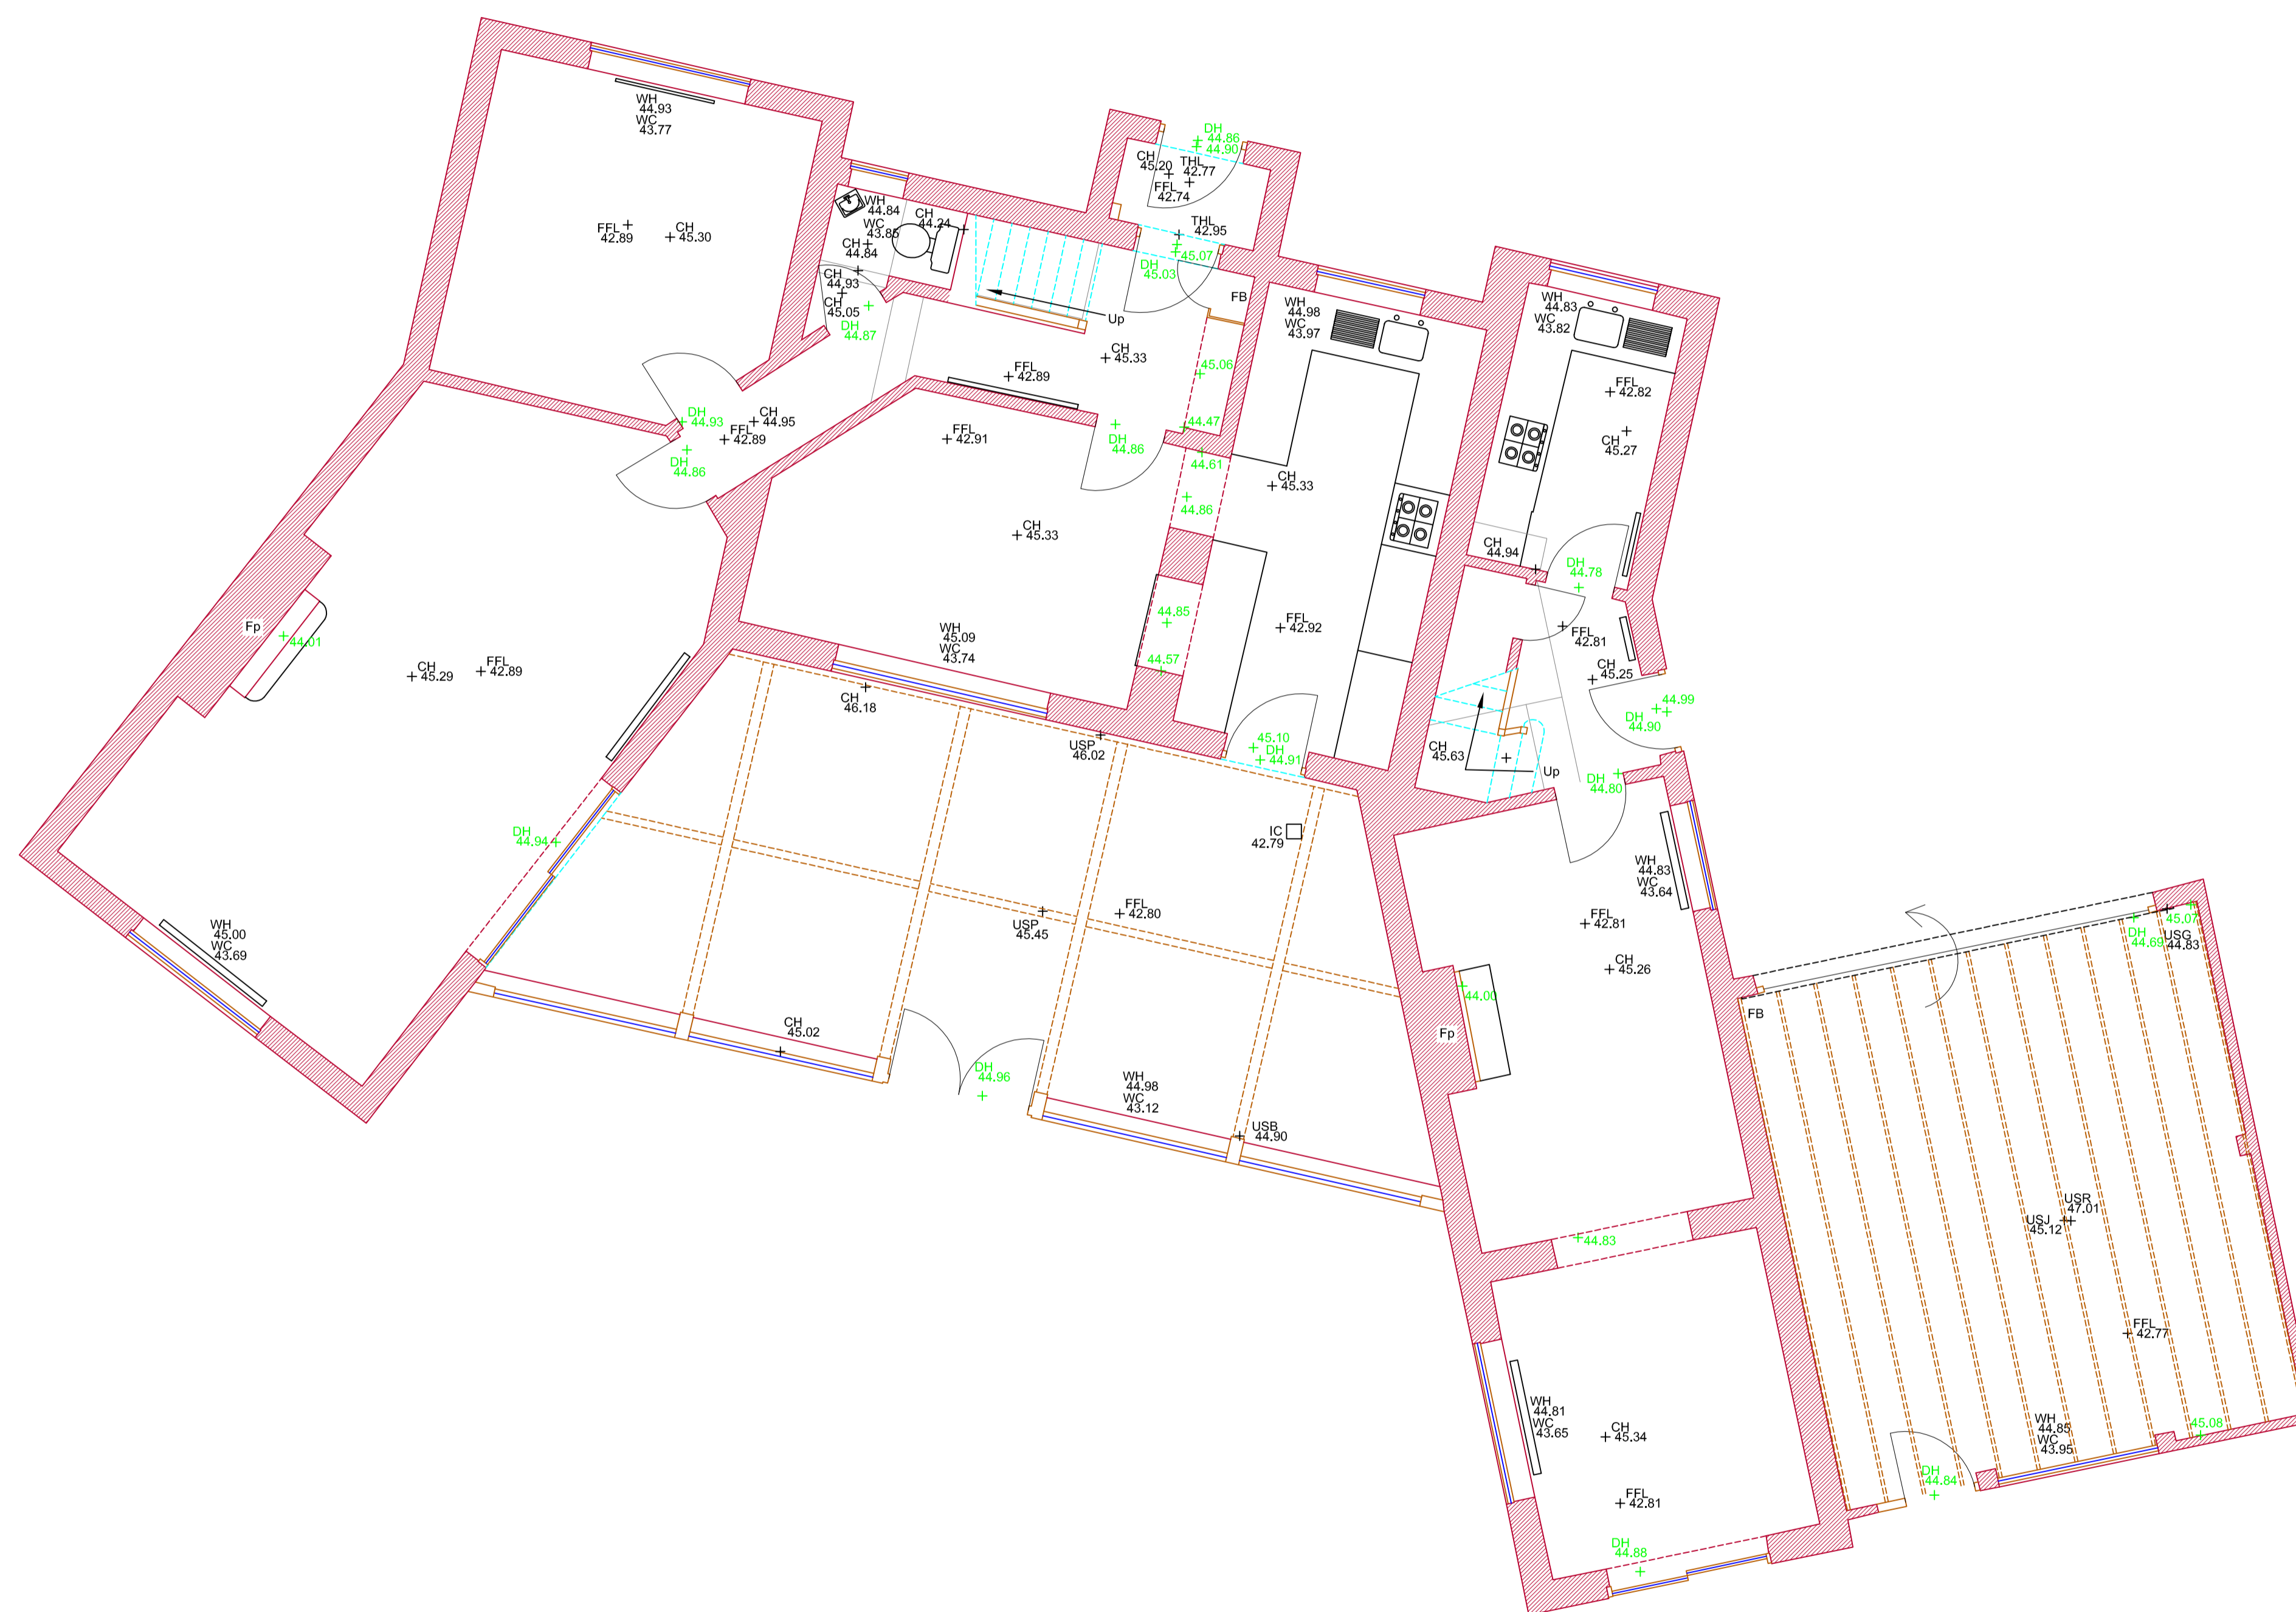 WH
44.93
WC
43.77
FFL
42.89
CH
45.30
WH
44.84
WC
43.85
CH
44.24
CH
44.84
CH
44.93
CH
45.05
DH
44.87
DH
44.86
44.90
CH
45.20
THL
42.77
FFL
42.74
THL
42.95
45.07
DH
45.03
FB
Up
CH
45.33
FFL
42.89
45.06
44.47
DH
44.86
44.61
44.86
DH
44.93
CH
44.95
FFL
42.89
DH
44.86
FFL
42.91
CH
45.33
WH
44.98
WC
43.97
CH
45.33
FFL
42.92
WH
44.83
WC
43.82
FFL
42.82
CH
45.27
CH
44.94
DH
44.78
FFL
42.81
CH
45.25
44.99
DH
44.90
CH
45.63
Up
DH
44.80
Fp
44.01
CH
45.29
FFL
42.89
WH
45.09
WC
43.74
44.85
44.57
CH
46.18
USP
46.02
45.10
DH
44.91
IC
42.79
DH
44.94
WH
45.00
WC
43.69
USP
45.45
FFL
42.80
CH
45.02
DH
44.96
WH
44.98
WC
43.12
USB
44.90
WH
44.83
WC
43.64
FFL
42.81
CH
45.26
44.00
Fp
44.83
FB
DH
44.69
45.07
USG
44.83
USR
47.01
USJ
45.12
FFL
42.77
WH
44.85
WC
43.95
45.08
DH
44.84
WH
44.81
WC
43.65
CH
45.34
FFL
42.81
DH
44.88